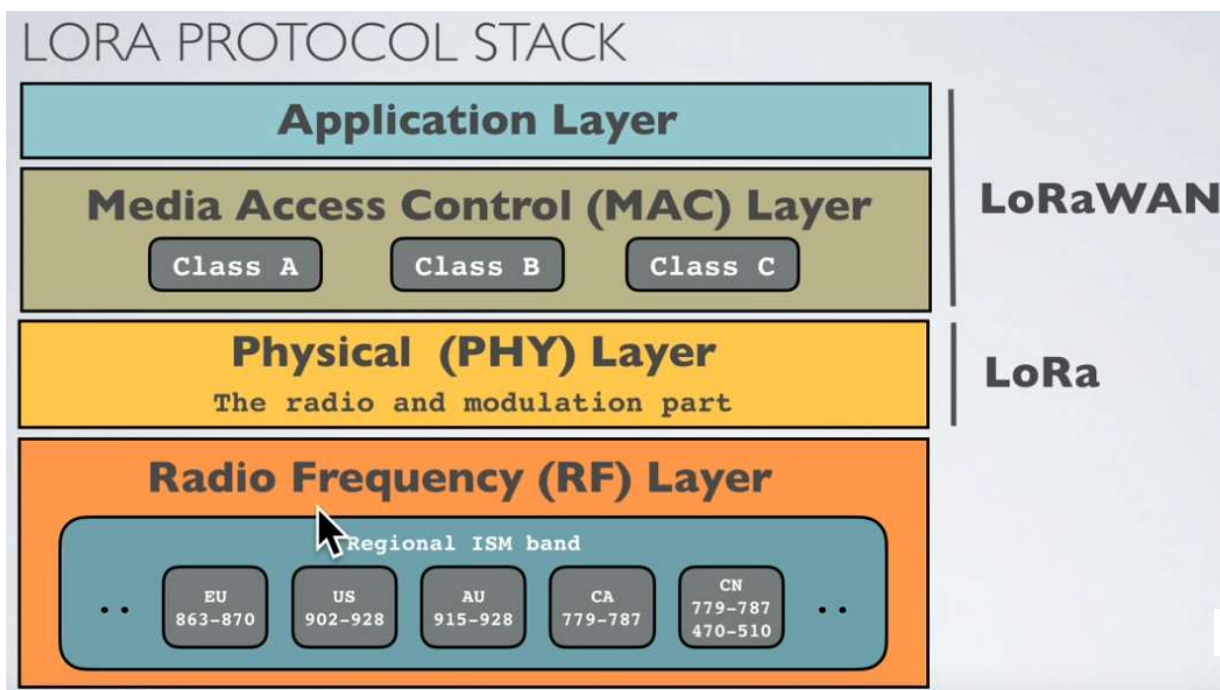 LORA PROTOCOL STACK
Application Layer
Media Access Control (MAC) Layer
Class A
Class B
Class C
LoRaWAN
Physical (PHY) Layer
The radio and modulation part
LoRa
Radio Frequency (RF) Layer
Regional ISM band
..
EU
863-870
US
902-928
AU
915-928
CA
779-787
CN
779-787
470-510
..